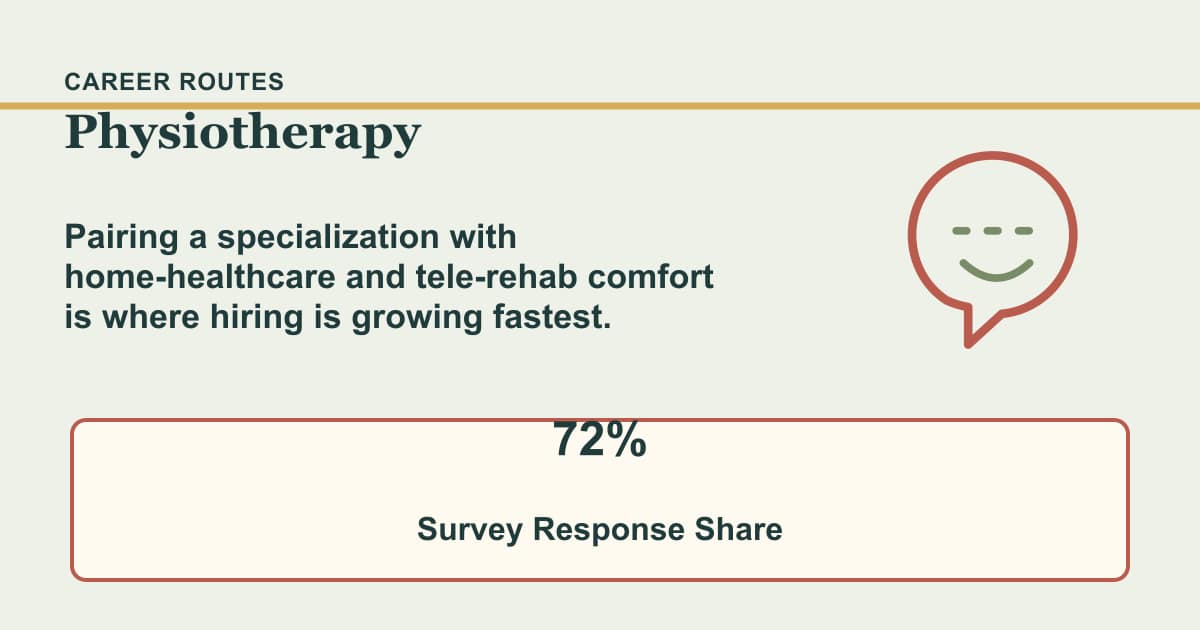 CAREER ROUTES
Physiotherapy
Pairing a specialization with
home-healthcare and tele-rehab comfort
is where hiring is growing fastest.
72%
Survey Response Share